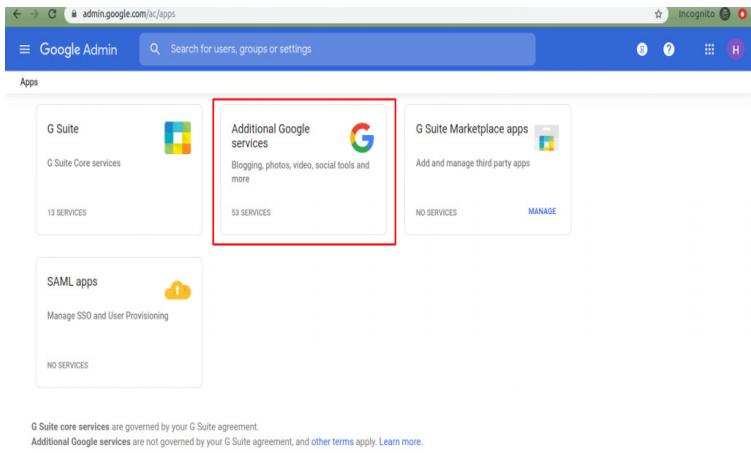 admin.google.com/ac/apps
Incognito
Google Admin
Search for users, groups or settings
H
Apps
G Suite
G Suite Core services
13 SERVICES
Additional Google
services
Blogging, photos, video, social tools and
more
53 SERVICES
G Suite Marketplace apps
Add and manage third party apps
NO SERVICES
MANAGE
SAML apps
Manage SSO and User Provisioning
NO SERVICES
G Suite core services are governed by your G Suite agreement.
Additional Google services are not governed by your G Suite agreement, and other terms apply. Learn more.